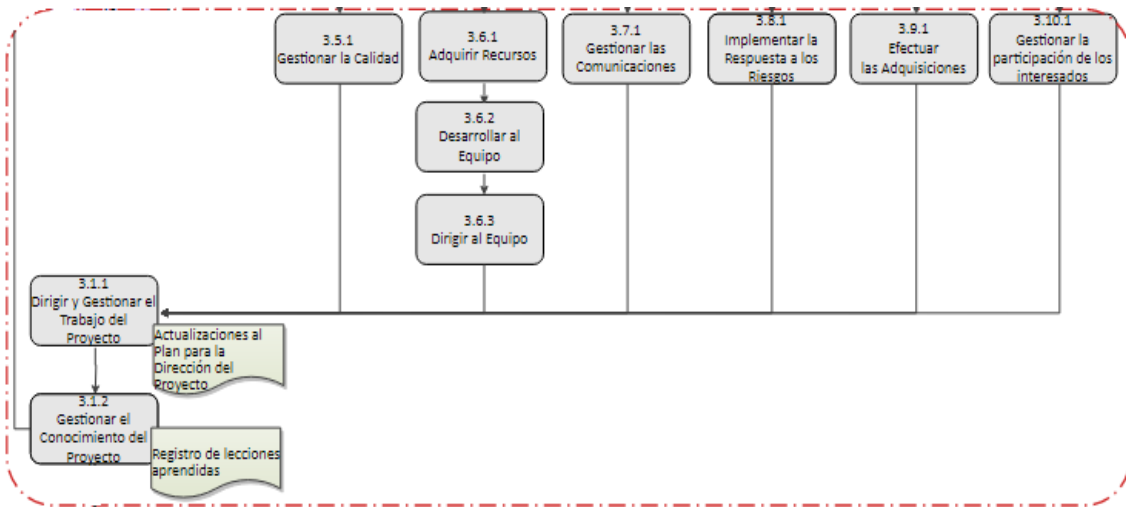 3.5.1
Gestionar la Calidad
3.6.1
Adquirir Recursos
3.7.1
Gestionar las
Comunicaciones
3.8.1
Implementar la
Respuesta a los
Riesgos
3.9.1
Efectuar
las Adquisiciones
3.10.1
Gestionar la
participación de los
interesados
3.6.2
Desarrollar al
Equipo
3.6.3
Dirigir al Equipo
3.1.1
Dirigir y Gestionar el
Trabajo del
Proyecto
Actualizaciones al
Plan para la
Dirección del
Proyecto
3.1.2
Gestionar el
Conocimiento del
Proyecto
Registro de lecciones
aprendidas